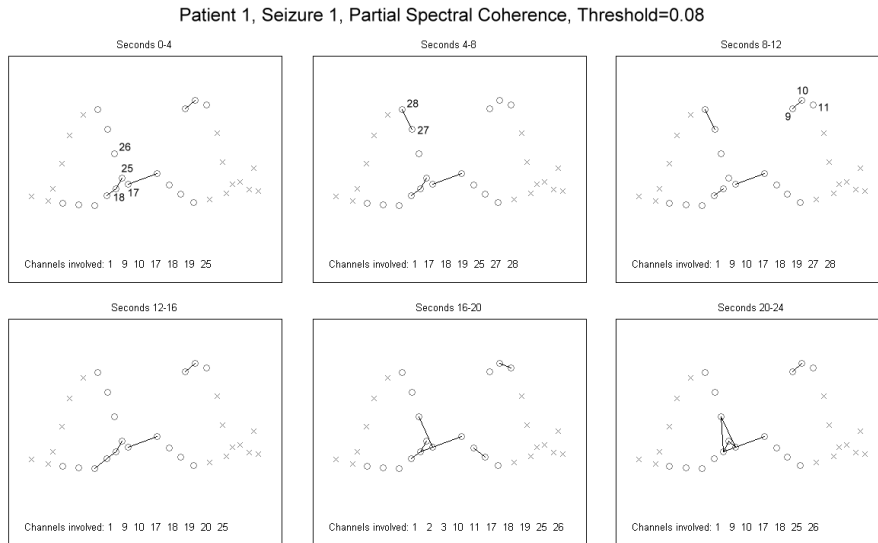 Patient 1, Seizure 1, Partial Spectral Coherence, Threshold=0.08
Seconds 0-4
26
25
17
18
Channels involved: 1 9 10 17 18 19 25
Seconds 4-8
28
27
Channels involved: 1 17 18 19 25 27 28
Seconds 8-12
10
9
11
Channels involved: 1 9 10 17 18 19 27 28
Seconds 12-16
Channels involved: 1 9 10 17 18 19 20 25
Seconds 16-20
Channels involved: 1 2 3 10 11 17 18 19 25 26
Seconds 20-24
Channels involved: 1 9 10 17 18 25 26